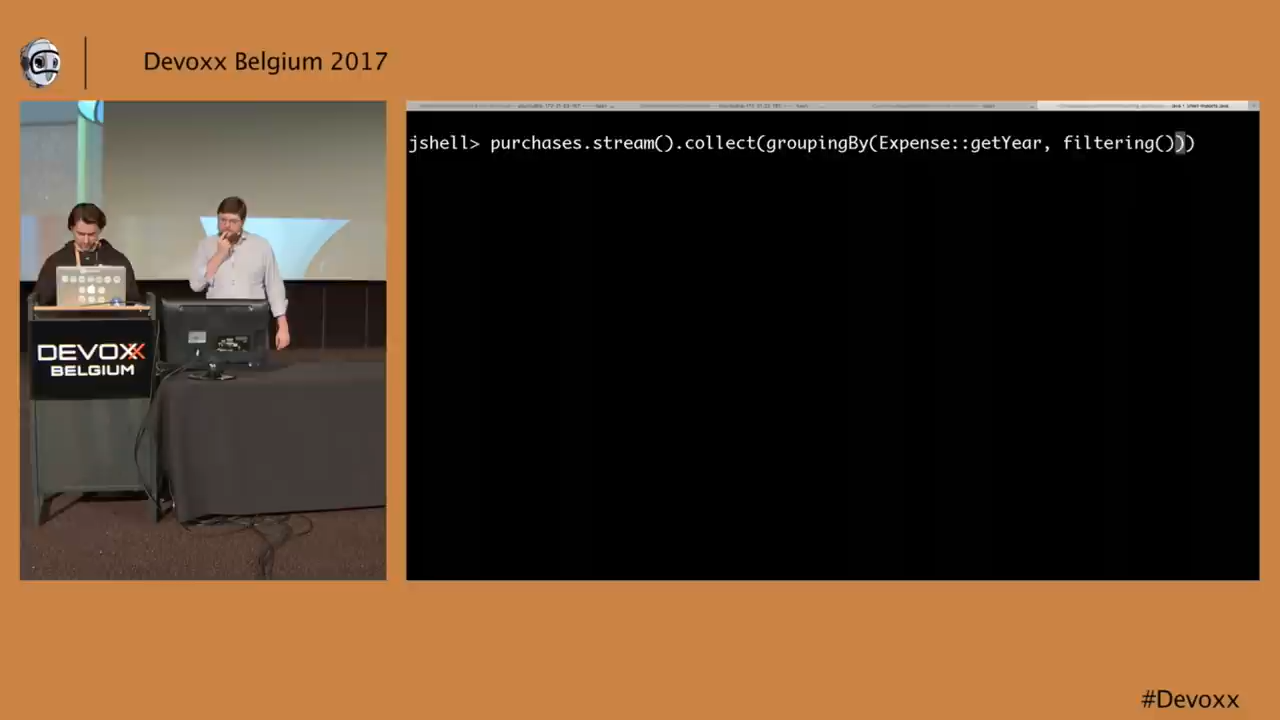 Devoxx Belgium 2017
jshell> purchases.stream().collect(groupingBy(Expense::getYear, filtering()))
DEVOXX
BELGIUM
#Devoxx